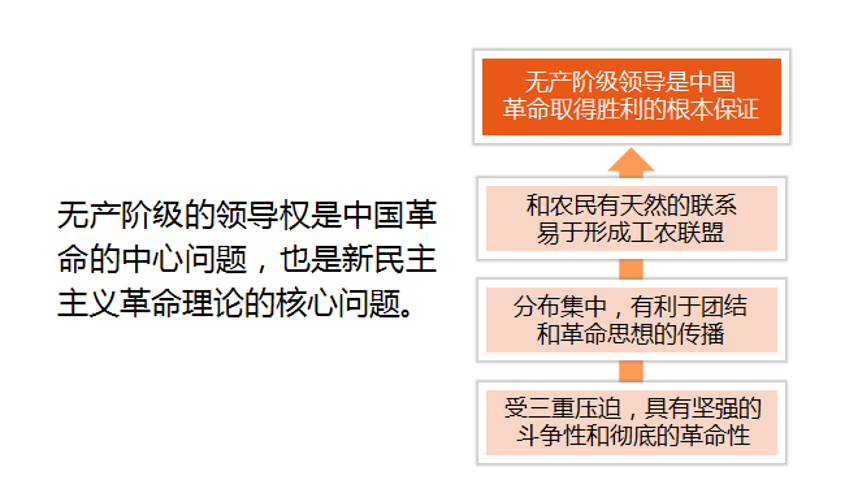 无产阶级的领导权是中国革
命的中心问题，也是新民主
主义革命理论的核心问题。
无产阶级领导是中国
革命取得胜利的根本保证
和农民有天然的联系
易于形成工农联盟
分布集中，有利于团结
和革命思想的传播
受三重压迫，具有坚强的
斗争性和彻底的革命性